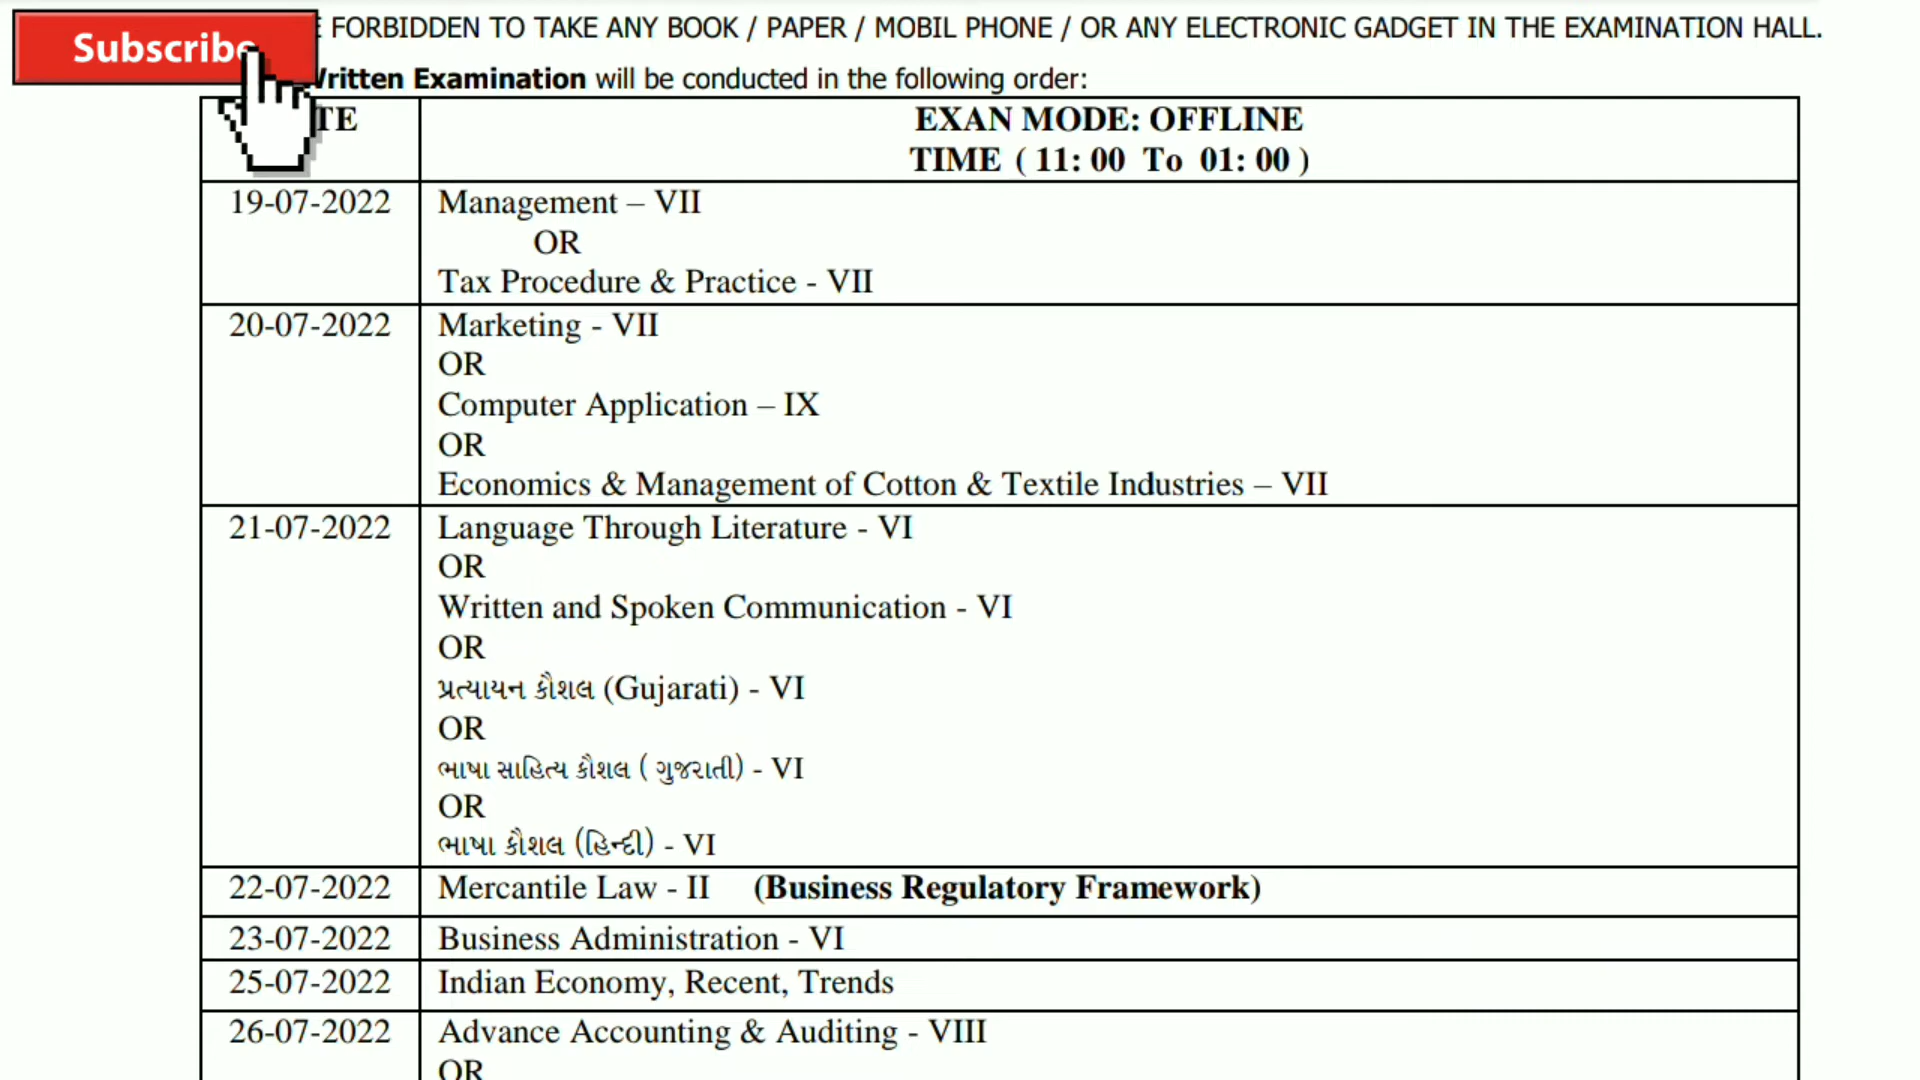 Subscribe
FORBIDDEN TO TAKE ANY BOOK / PAPER / MOBIL PHONE / OR ANY ELECTRONIC GADGET IN THE EXAMINATION HALL.
Written Examination will be conducted in the following order:
EXAN MODE: OFFLINE
TIME ( 11: 00 To 01: 00 )
19-07-2022 Management – VII
OR
Tax Procedure & Practice - VII
20-07-2022 Marketing - VII
OR
Computer Application – IX
OR
Economics & Management of Cotton & Textile Industries – VII
21-07-2022 Language Through Literature - VI
OR
Written and Spoken Communication - VI
OR
પ્રત્યાયન કૌશલ (Gujarati) - VI
OR
ભાષા સાહિત્ય કૌશલ ( ગુજરાતી) - VI
OR
ભાષા કૌશલ (હિન્દી) - VI
22-07-2022 Mercantile Law - II (Business Regulatory Framework)
23-07-2022 Business Administration - VI
25-07-2022 Indian Economy, Recent, Trends
26-07-2022 Advance Accounting & Auditing - VIII
OR